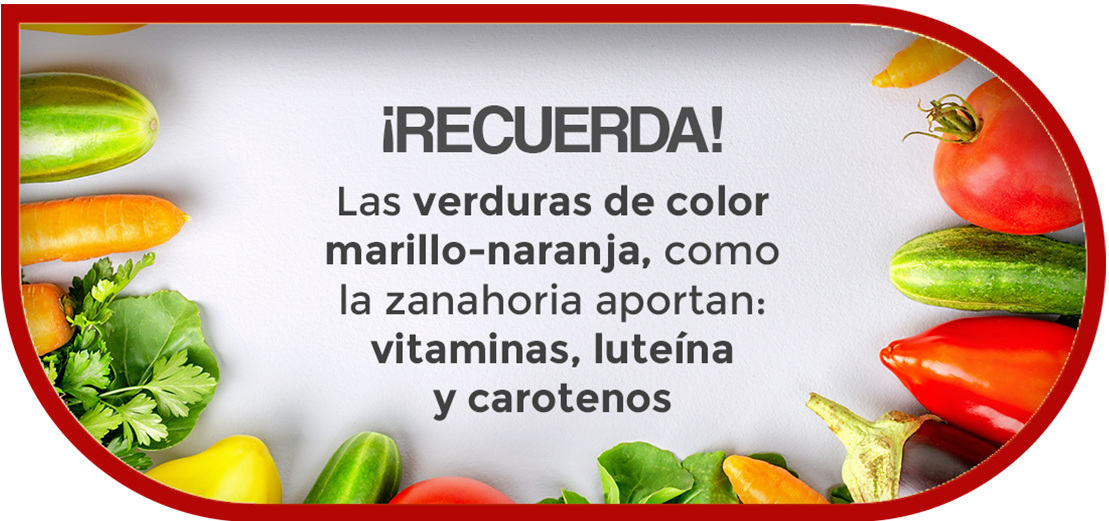 ¡RECUERDA!
Las verduras de color
marillo-naranja, como
la zanahoria aportan:
vitaminas, luteína
y carotenos